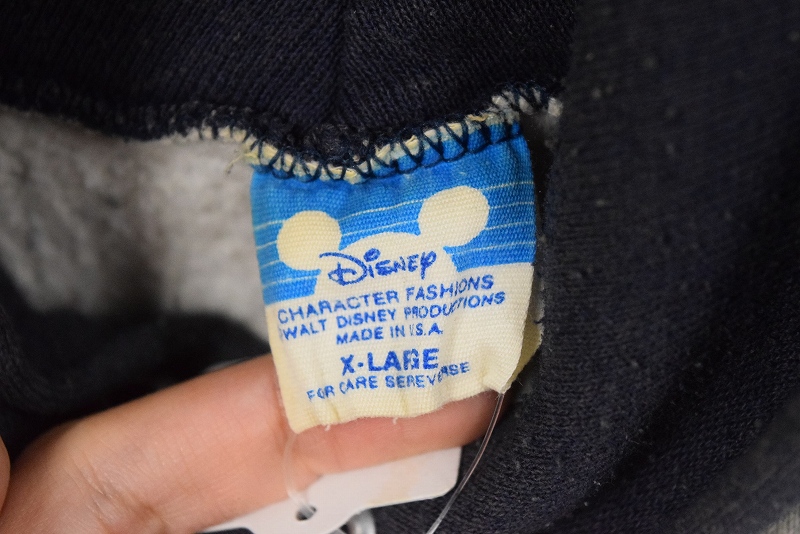 Disney
CHARACTER FASHIONS
WALT DISNEY PRODUCTIONS
MADE IN U.S.A.
X-LARGE
FOR CARE SEE REVERSE